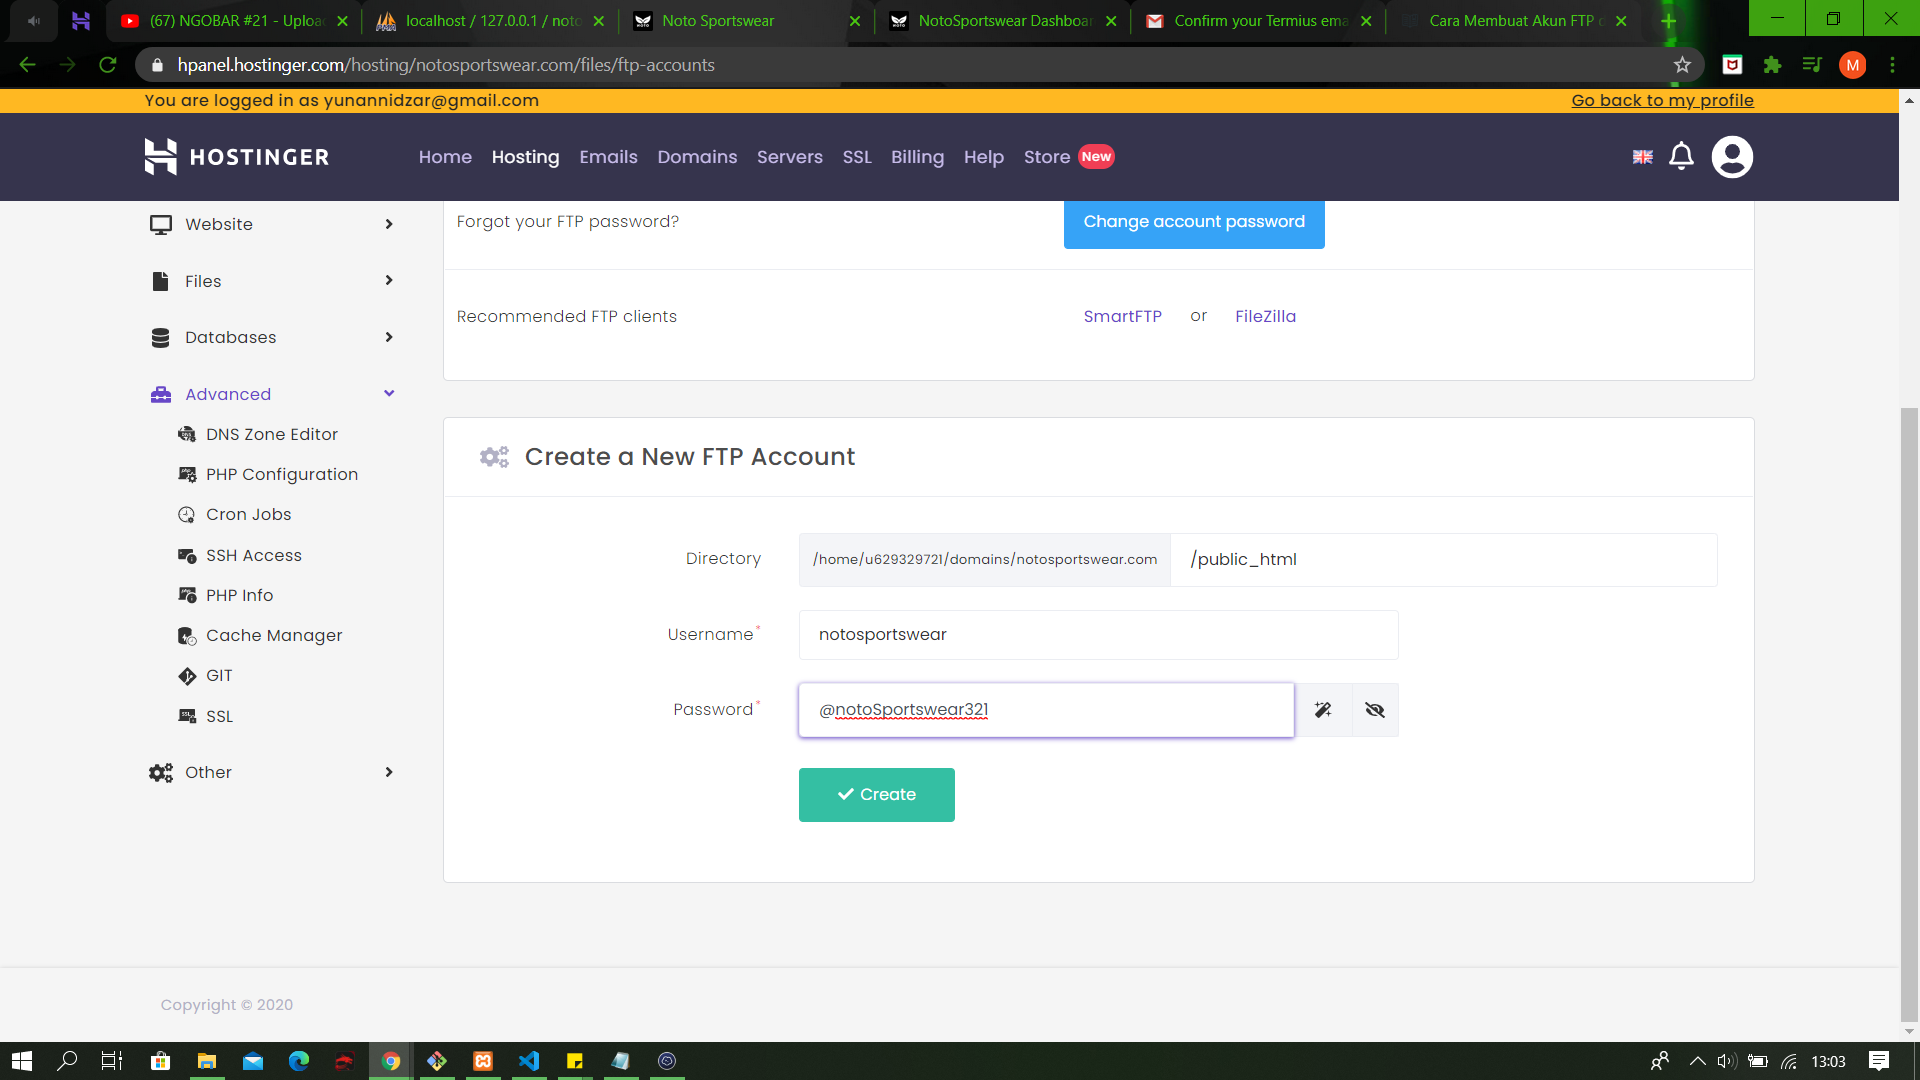 (67) NGOBAR #21 - Uploa
localhost / 127.0.0.1 / noto
Noto Sportswear
NotoSportswear Dashboar
Confirm your Termius ema
Cara Membuat Akun FTP d
hpanel.hostinger.com/hosting/notosportswear.com/files/ftp-accounts
M
You are logged in as yunannidzar@gmail.com
Go back to my profile
HOSTINGER
Home
Hosting
Emails
Domains
Servers
SSL
Billing
Help
Store New
Website
Files
Databases
Advanced
DNS Zone Editor
PHP Configuration
Cron Jobs
SSH Access
PHP Info
Cache Manager
GIT
SSL
Other
Forgot your FTP password?
Change account password
Recommended FTP clients
SmartFTP or FileZilla
Create a New FTP Account
Directory
/home/u629329721/domains/notosportswear.com
/public_html
Username*
notosportswear
Password*
@notoSportswear321
Create
Copyright © 2020
13:03